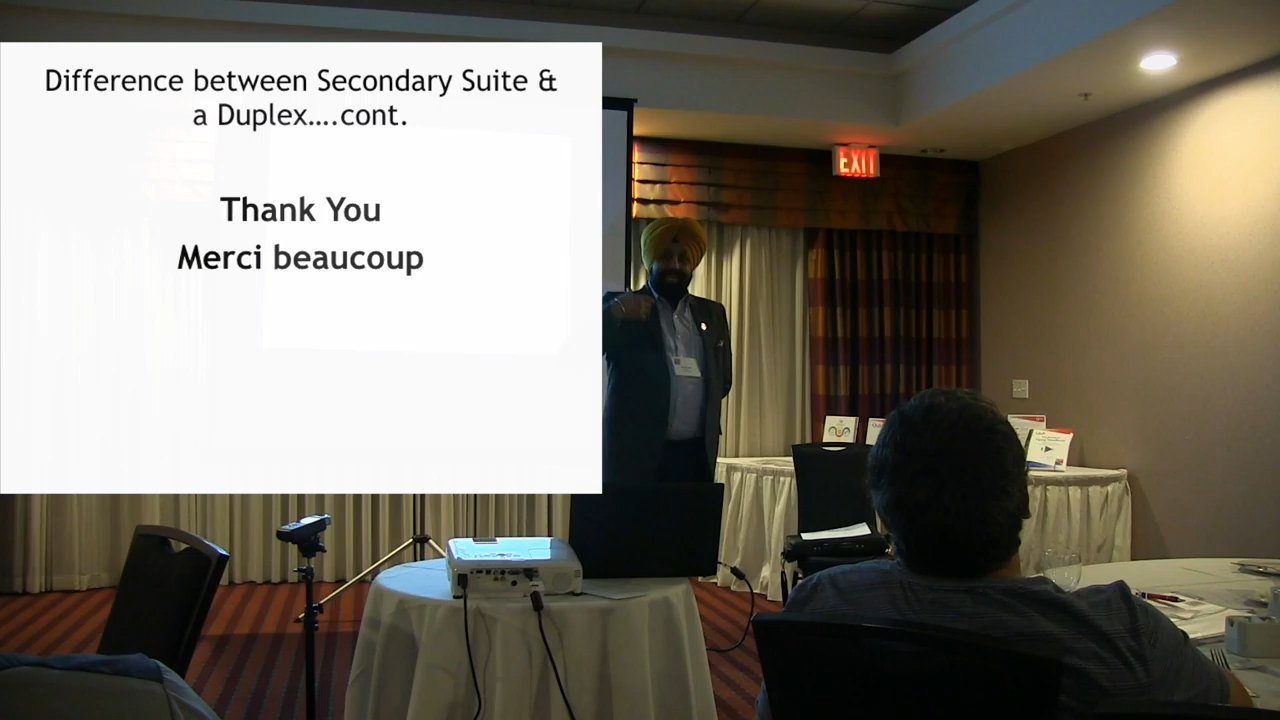 Difference between Secondary Suite &
a Duplex....cont.
Thank You
Merci beaucoup
EXIT